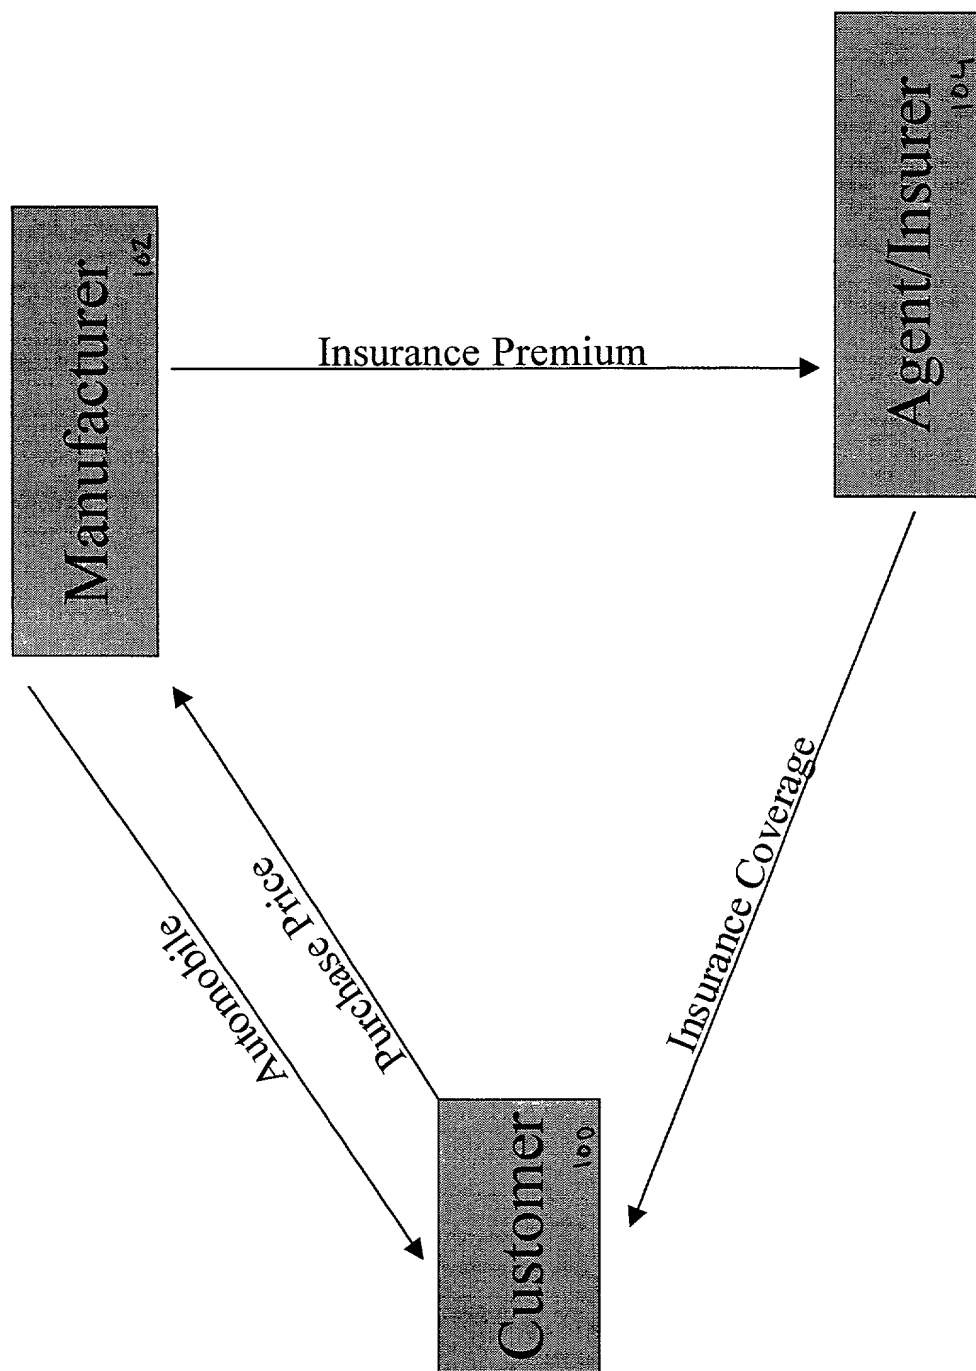 Manufacturer
102
Insurance Premium
Agent/Insurer
104
Automobile
Purchase Price
Insurance Coverage
Customer
100